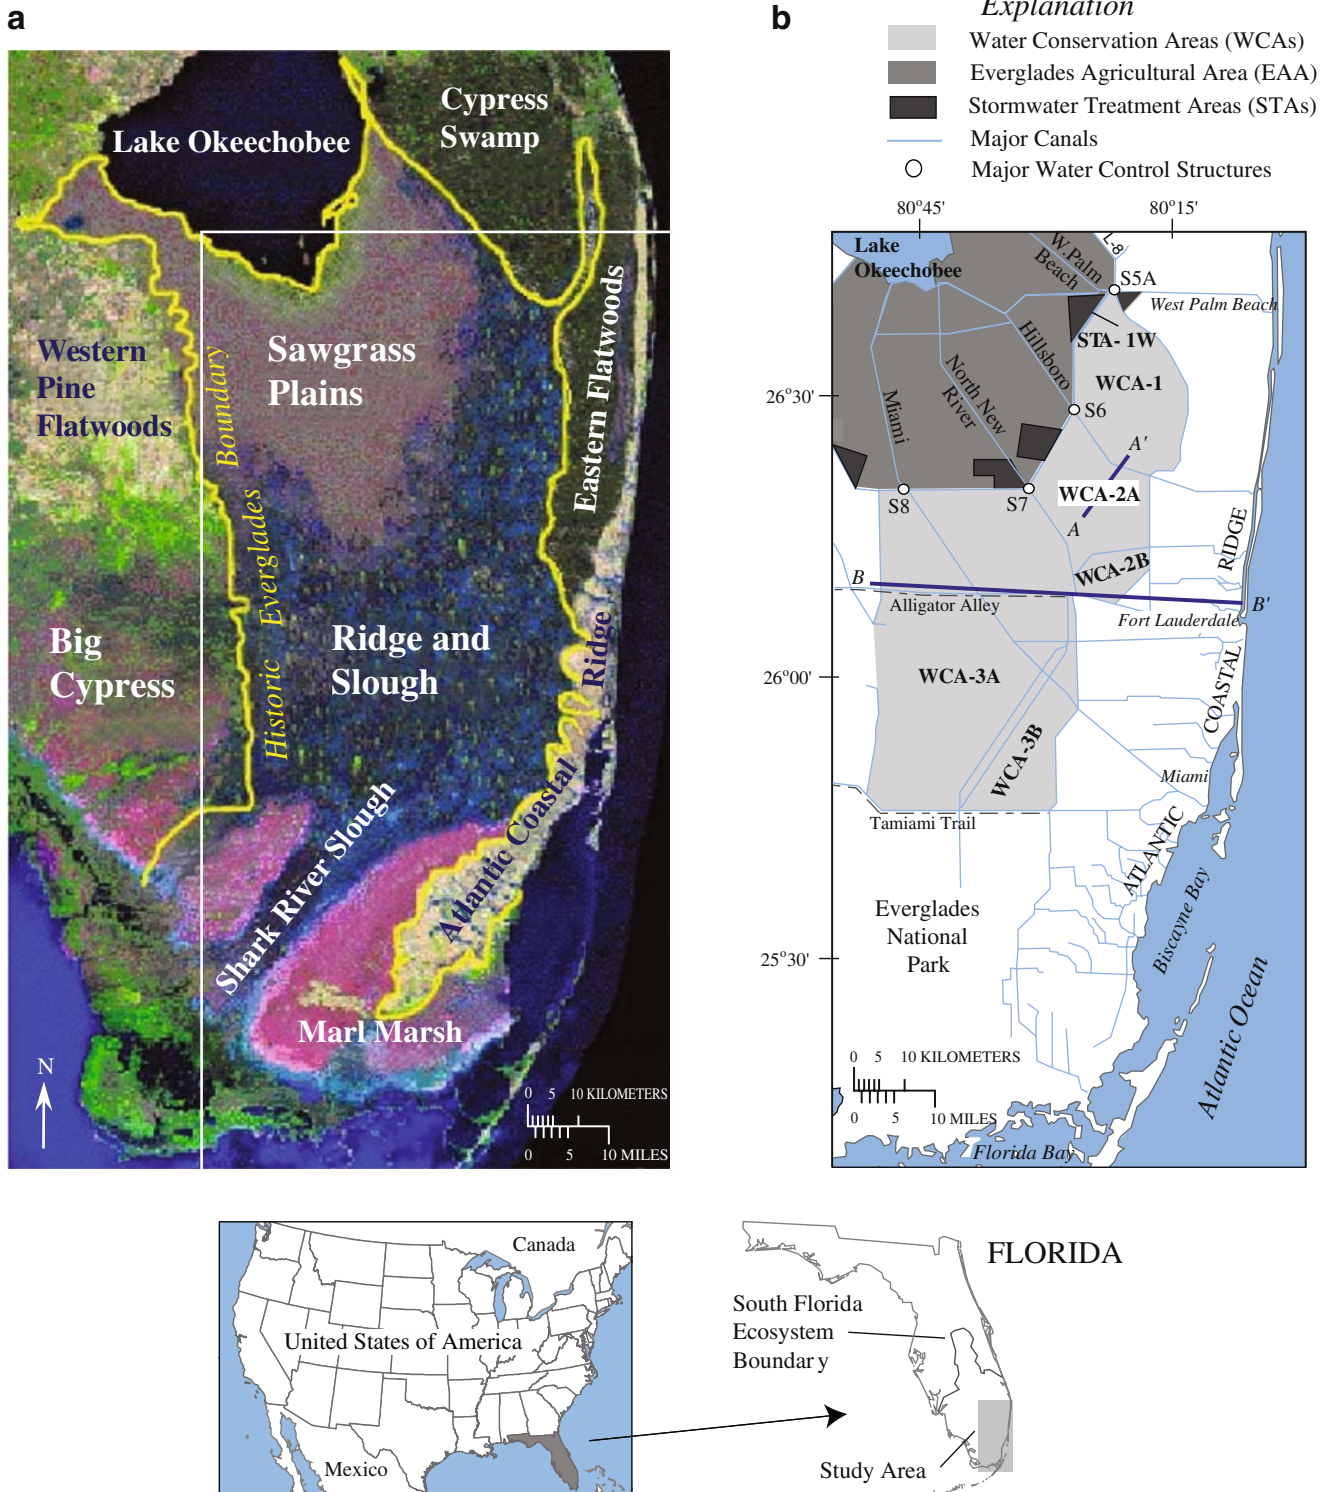 a
Lake Okeechobee
Cypress
Swamp
Western
Pine
Flatwoods
Sawgrass
Plains
Eastern Flatwoods
Historic Everglades Boundary
Big
Cypress
Ridge and
Slough
Atlantic Coastal Ridge
Shark River Slough
Marl Marsh
N
0 5 10 KILOMETERS
0 5 10 MILES
b
Explanation
Water Conservation Areas (WCAs)
Everglades Agricultural Area (EAA)
Stormwater Treatment Areas (STAs)
Major Canals
Major Water Control Structures
80°45' 80°15'
26°30'
26°00'
25°30'
Lake
Okeechobee
W.Palm
Beach
L-8
S5A
West Palm Beach
STA-1W
Hillsboro
WCA-1
North New
River
Miami
S6
A'
WCA-2A
A
S8
S7
WCA-2B
B
B'
Alligator Alley
Fort Lauderdale
WCA-3A
WCA-3B
Miami
Tamiami Trail
ATLANTIC COASTAL RIDGE
Everglades
National
Park
Biscayne Bay
Atlantic Ocean
0 5 10 KILOMETERS
0 5 10 MILES
Florida Bay
Canada
United States of America
Mexico
FLORIDA
South Florida
Ecosystem
Boundary
Study Area